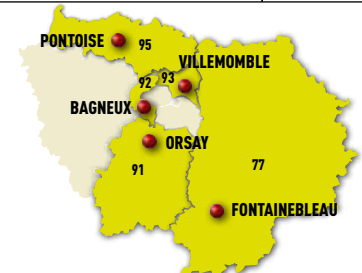 PONTOISE
95
VILLEMOMBLE
92
93
BAGNEUX
ORSAY
91
77
FONTAINEBLEAU